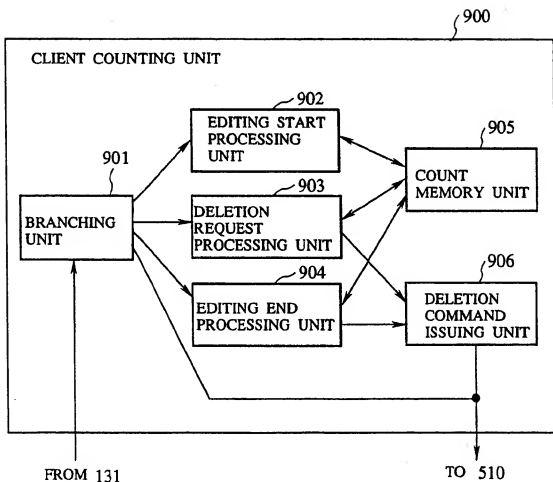 900
CLIENT COUNTING UNIT
902
EDITING START
PROCESSING
UNIT
901
BRANCHING
UNIT
903
DELETION
REQUEST
PROCESSING UNIT
904
EDITING END
PROCESSING UNIT
905
COUNT
MEMORY UNIT
906
DELETION
COMMAND
ISSUING UNIT
FROM 131
TO 510